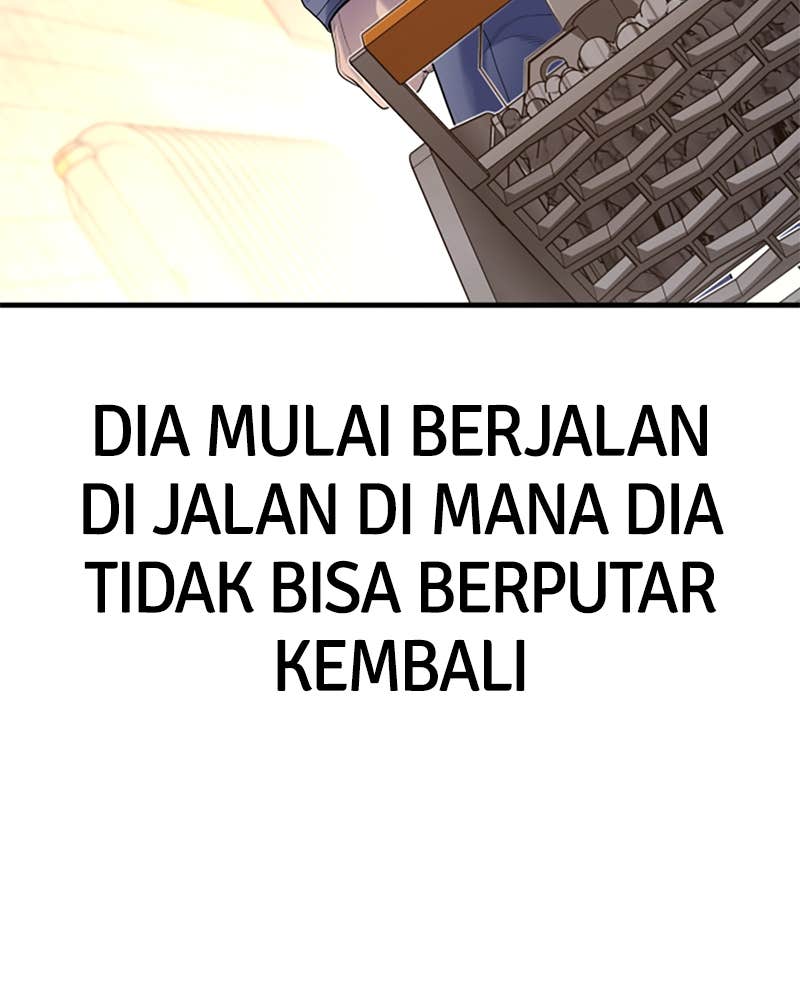 DIA MULAI BERJALAN
DI JALAN DI MANA DIA
TIDAK BISA BERPUTAR
KEMBALI